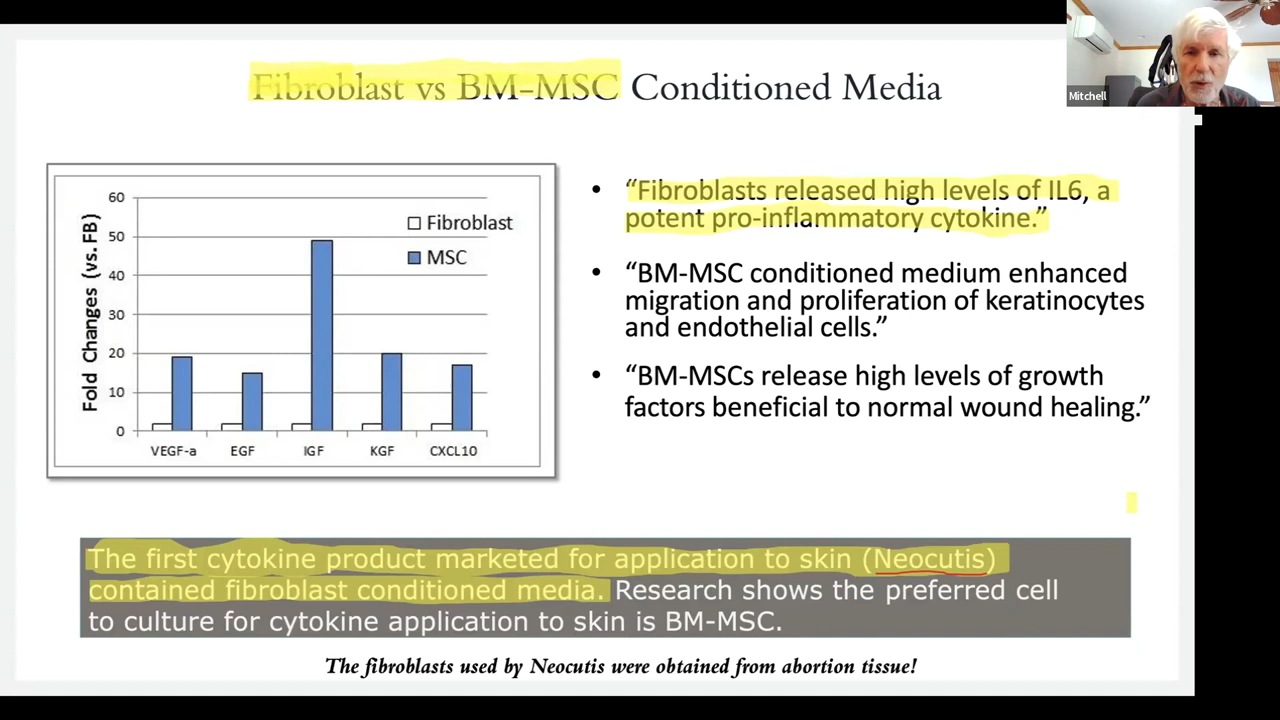 Fibroblast vs BM-MSC Conditioned Media
Mitchell
Fold Changes (vs. FB)
60
50
40
30
20
10
0
Fibroblast
MSC
VEGF-a EGF IGF KGF CXCL10
• “Fibroblasts released high levels of IL6, a
potent pro-inflammatory cytokine.”
• “BM-MSC conditioned medium enhanced
migration and proliferation of keratinocytes
and endothelial cells.”
• “BM-MSCs release high levels of growth
factors beneficial to normal wound healing.”
The first cytokine product marketed for application to skin (Neocutis)
contained fibroblast conditioned media. Research shows the preferred cell
to culture for cytokine application to skin is BM-MSC.
The fibroblasts used by Neocutis were obtained from abortion tissue!